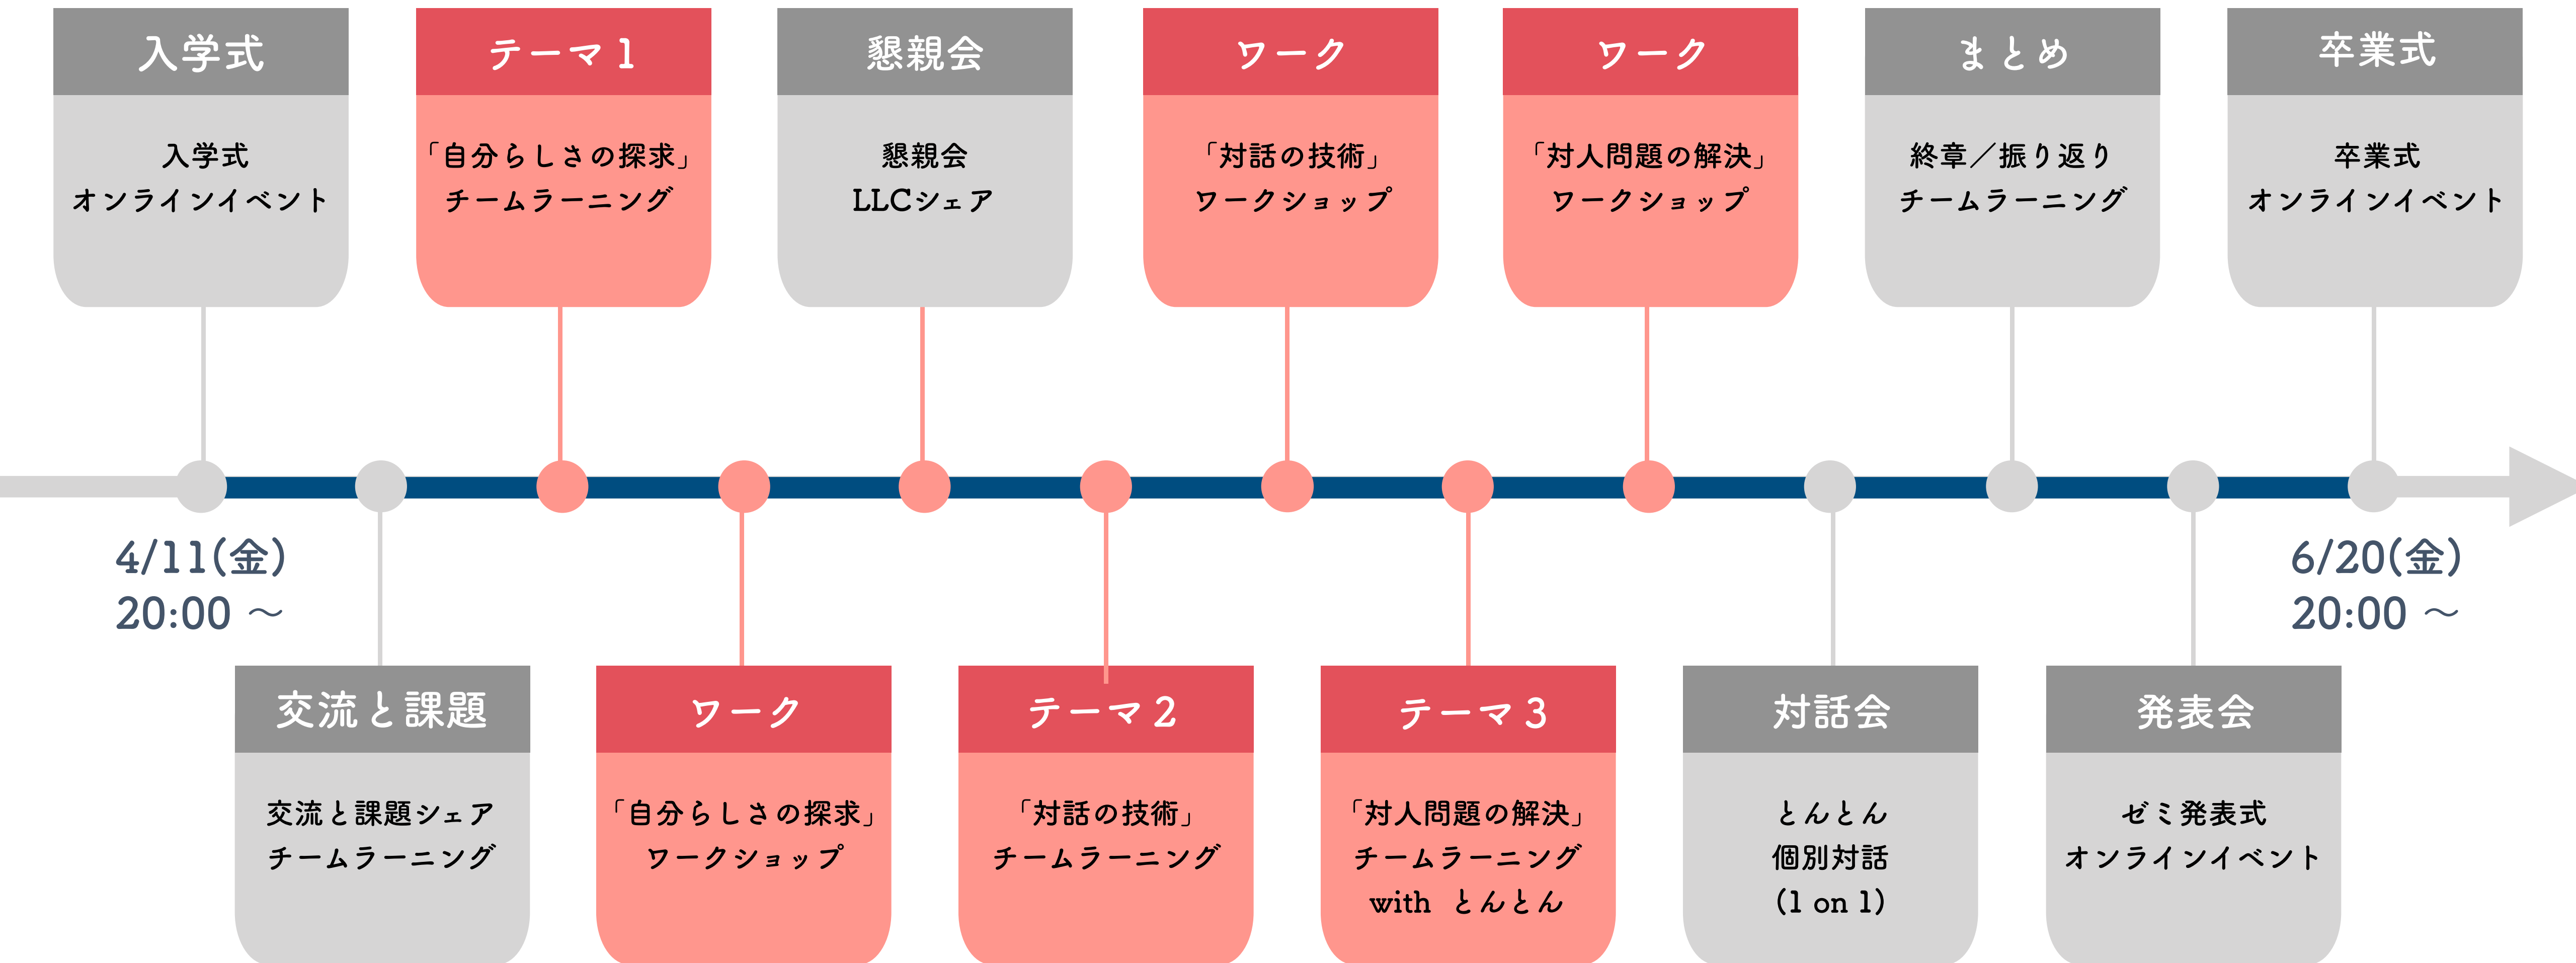 入学式
入学式
オンラインイベント
テーマ 1
「自分らしさの探求」
チームラーニング
懇親会
懇親会
LLCシェア
ワーク
「対話の技術」
ワークショップ
ワーク
「対人問題の解決」
ワークショップ
まとめ
終章／振り返り
チームラーニング
卒業式
卒業式
オンラインイベント
4/11(金)
20:00 〜
6/20(金)
20:00 〜
交流と課題
交流と課題シェア
チームラーニング
ワーク
「自分らしさの探求」
ワークショップ
テーマ 2
「対話の技術」
チームラーニング
テーマ 3
「対人問題の解決」
チームラーニング
with とんとん
対話会
とんとん
個別対話
(1 on 1)
発表会
ゼミ発表式
オンラインイベント